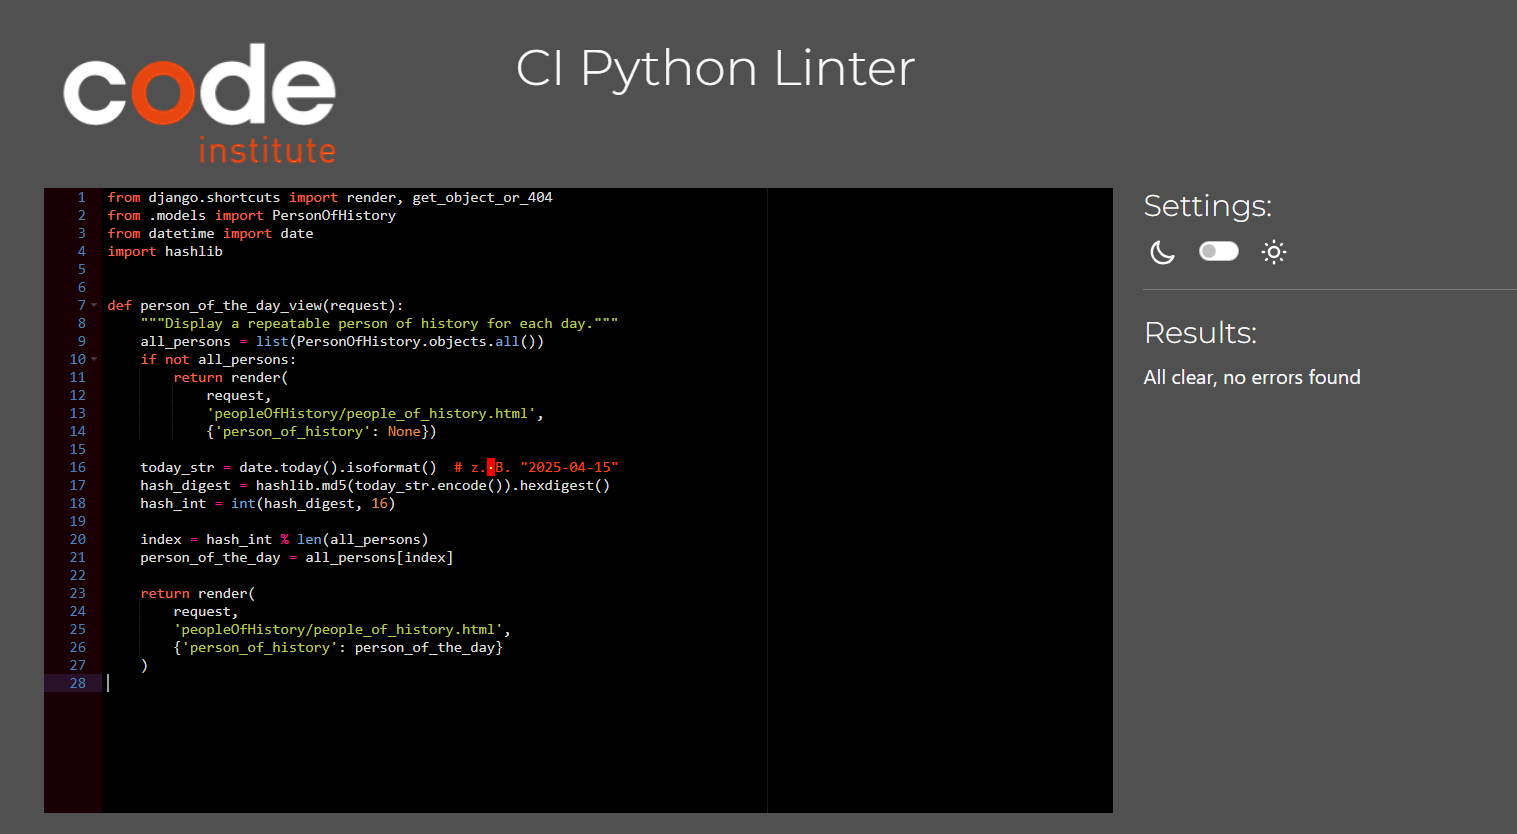 code
institute
CI Python Linter
1 from django.shortcuts import render, get_object_or_404
2 from .models import PersonOfHistory
3 from datetime import date
4 import hashlib
5
6
7 def person_of_the_day_view(request):
8     """Display a repeatable person of history for each day."""
9     all_persons = list(PersonOfHistory.objects.all())
10     if not all_persons:
11         return render(
12             request,
13             'peopleOfHistory/people_of_history.html',
14             {'person_of_history': None})
15
16     today_str = date.today().isoformat()  # z.·B. "2025-04-15"
17     hash_digest = hashlib.md5(today_str.encode()).hexdigest()
18     hash_int = int(hash_digest, 16)
19
20     index = hash_int % len(all_persons)
21     person_of_the_day = all_persons[index]
22
23     return render(
24         request,
25         'peopleOfHistory/people_of_history.html',
26         {'person_of_history': person_of_the_day}
27     )
28
Settings:
Results:
All clear, no errors found